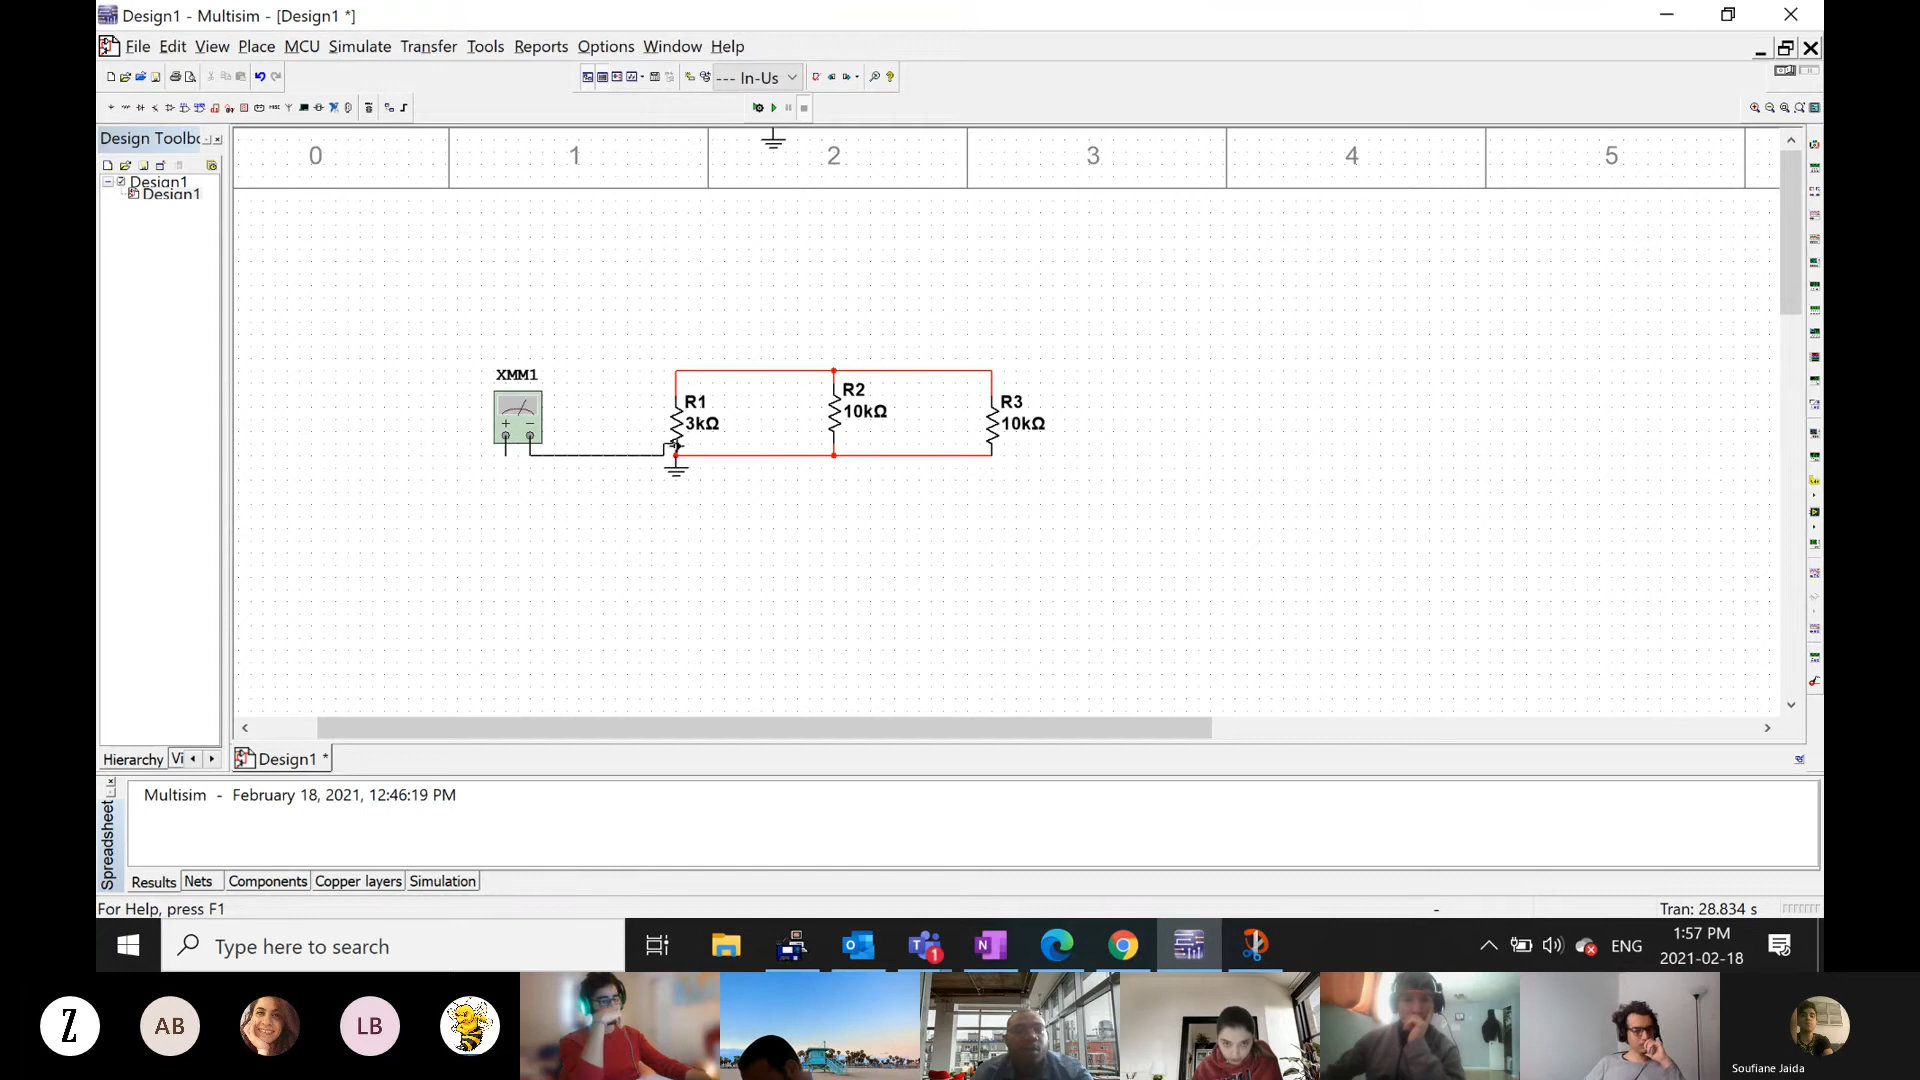 Design1 - Multisim - [Design1 *]
File Edit View Place MCU Simulate Transfer Tools Reports Options Window Help
--- In-Us
Design Toolbo
0 1 2 3 4 5
Design1
Design1
XMM1
+ −
R1
3kΩ
R2
10kΩ
R3
10kΩ
Hierarchy Vi
Design1 *
Spreadsheet
Multisim - February 18, 2021, 12:46:19 PM
Results Nets Components Copper layers Simulation
For Help, press F1
- Tran: 28.834 s
Type here to search
1
ENG
1:57 PM
2021-02-18
Z
AB
LB
Soufiane Jaida